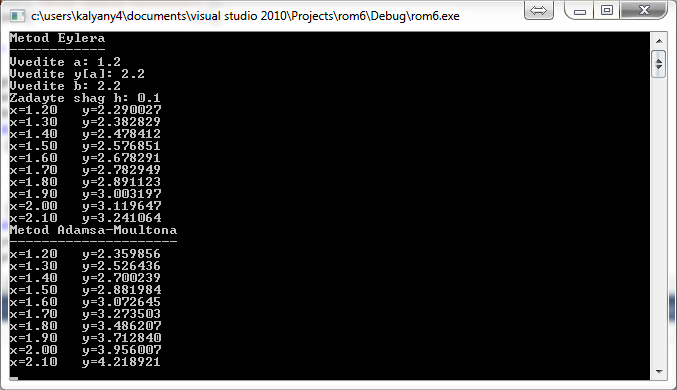 c:\users\kalyany4\documents\visual studio 2010\Projects\rom6\Debug\rom6.exe
Metod Eylera
------------
Vvedite a: 1.2
Vvedite y[a]: 2.2
Vvedite b: 2.2
Zadayte shag h: 0.1
x=1.20   y=2.290027
x=1.30   y=2.382829
x=1.40   y=2.478412
x=1.50   y=2.576851
x=1.60   y=2.678291
x=1.70   y=2.782949
x=1.80   y=2.891123
x=1.90   y=3.003197
x=2.00   y=3.119647
x=2.10   y=3.241064
Metod Adamsa-Moultona
---------------------
x=1.20   y=2.359856
x=1.30   y=2.526436
x=1.40   y=2.700239
x=1.50   y=2.881984
x=1.60   y=3.072645
x=1.70   y=3.273503
x=1.80   y=3.486207
x=1.90   y=3.712840
x=2.00   y=3.956007
x=2.10   y=4.218921